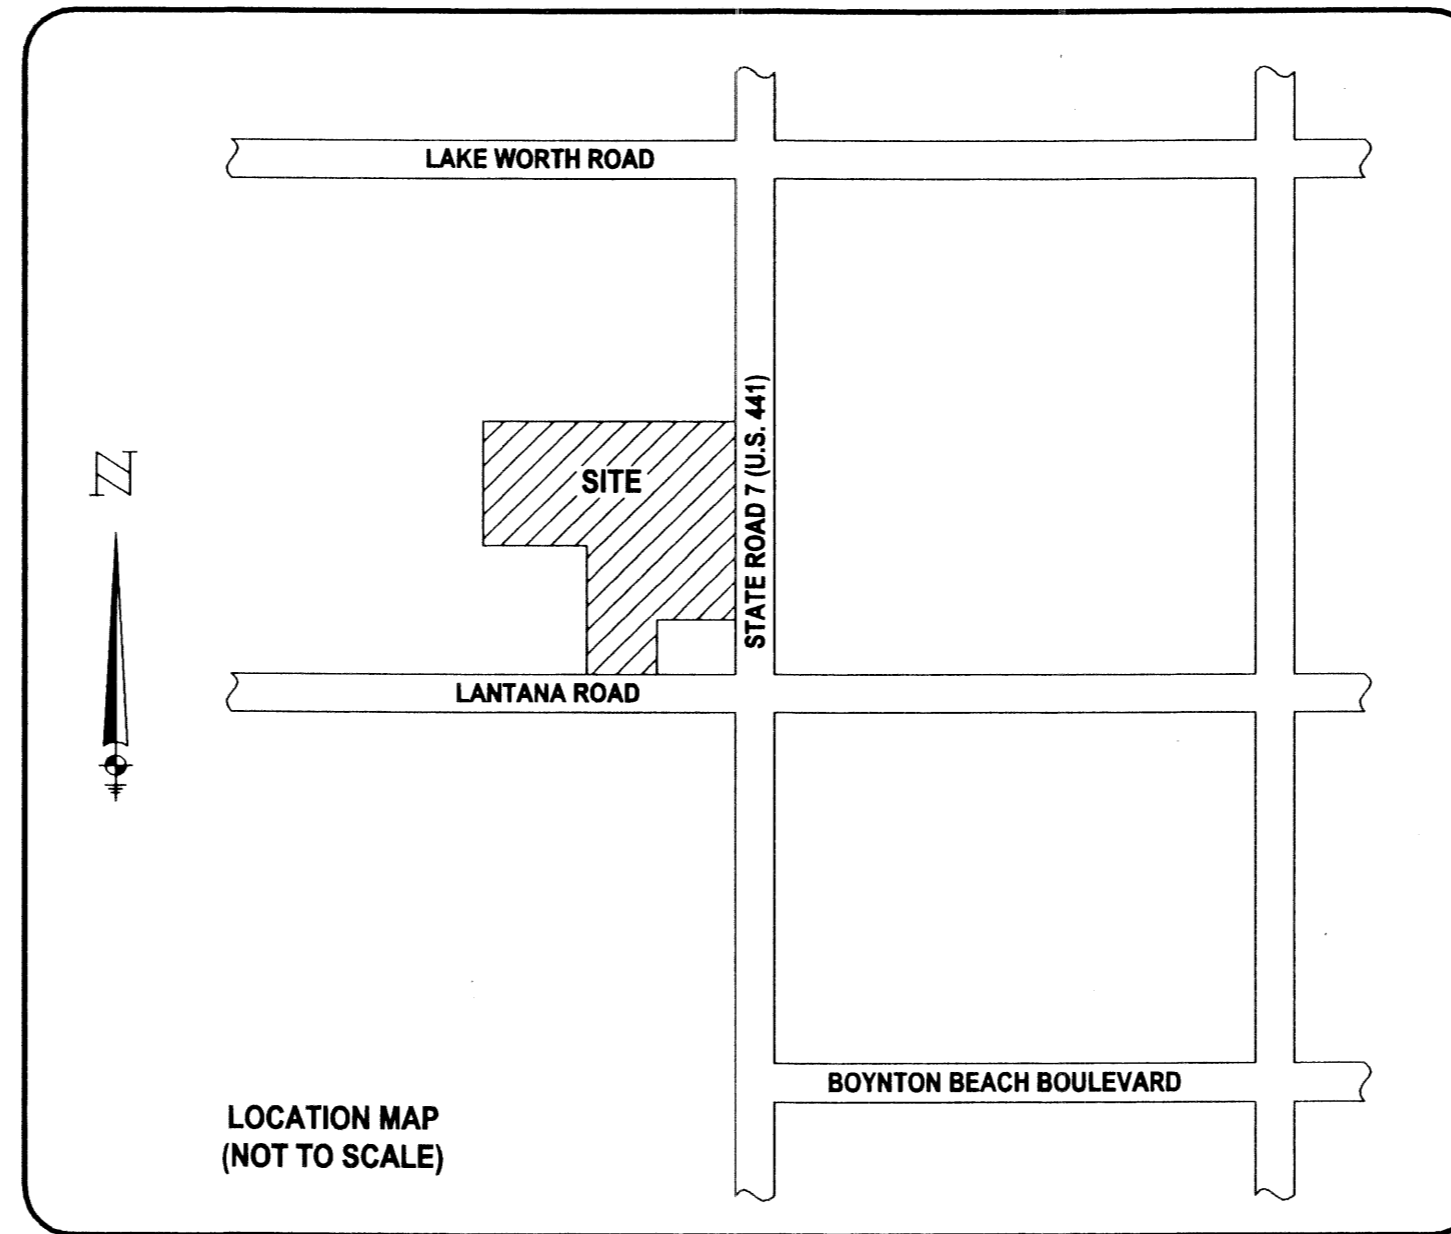 LAKE WORTH ROAD
STATE ROAD 7 (U.S. 441)
N
SITE
LANTANA ROAD
BOYNTON BEACH BOULEVARD
LOCATION MAP
(NOT TO SCALE)